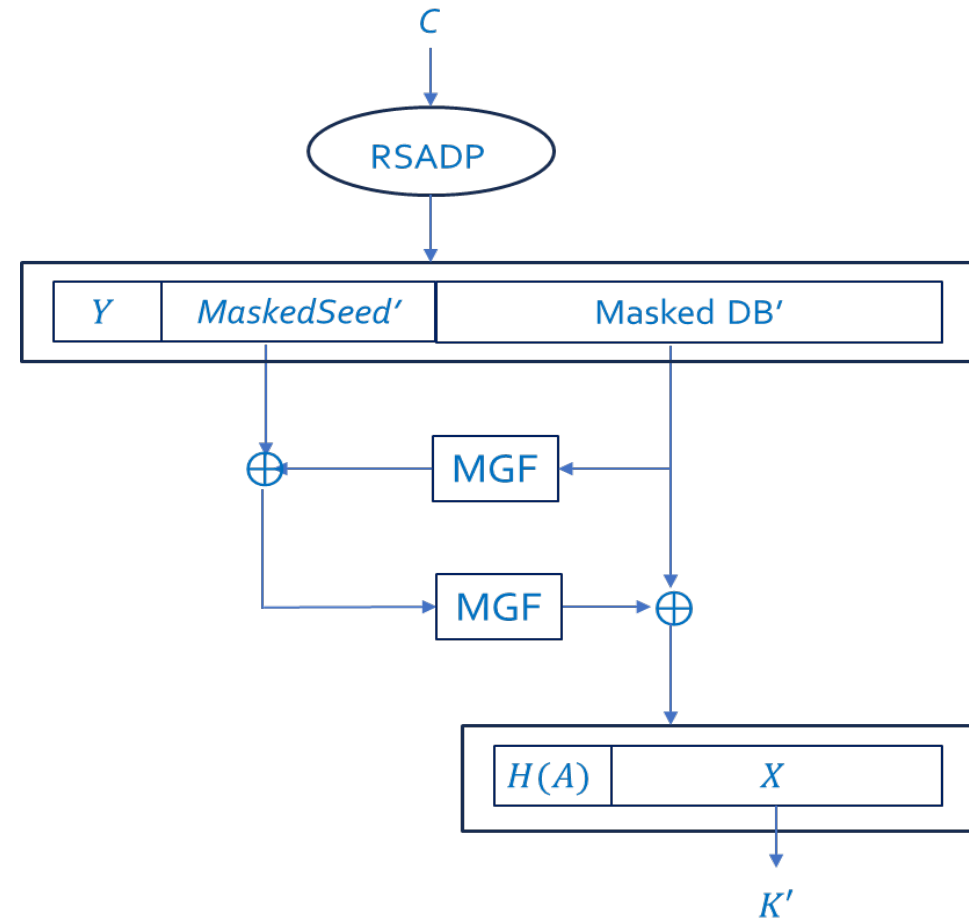 C
RSADP
Y MaskedSeed′ Masked DB′
⊕ MGF
MGF ⊕
H(A) X
K′